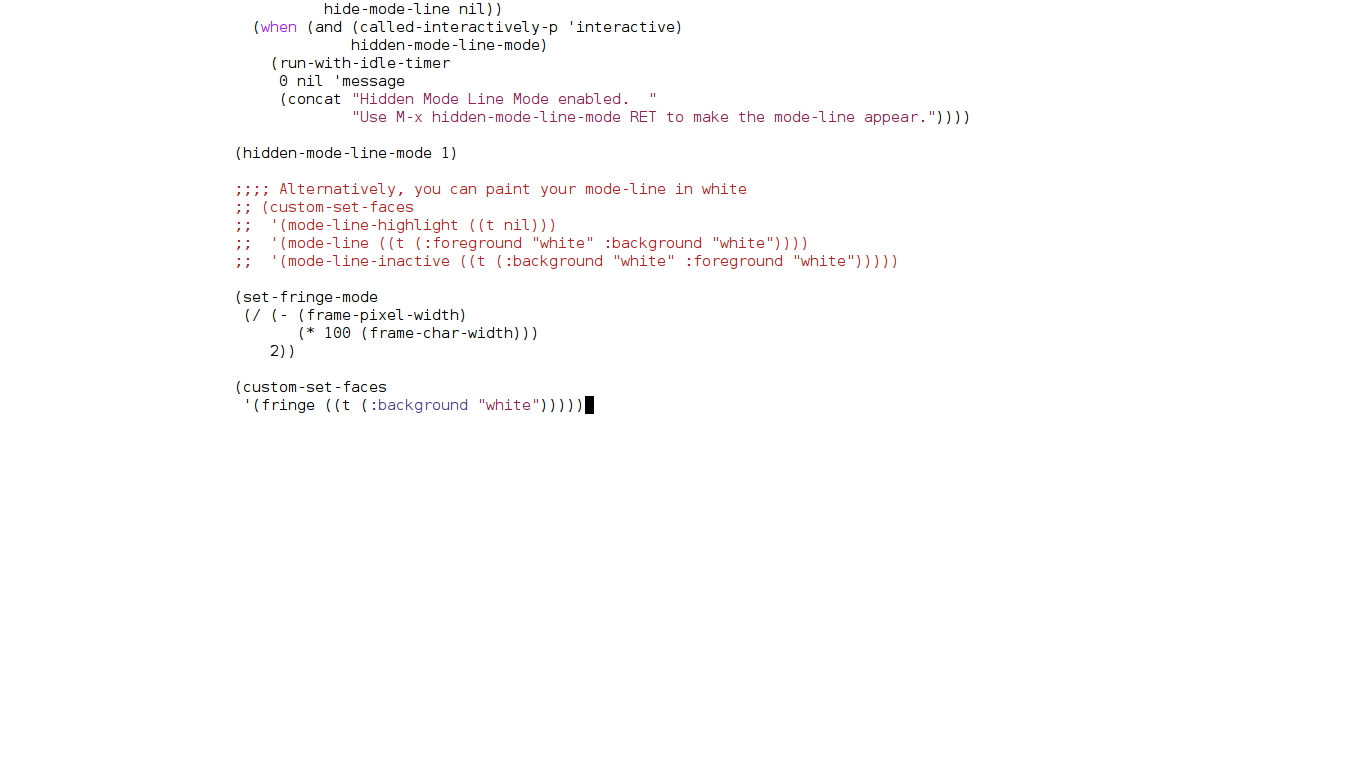 hide-mode-line nil))
(when (and (called-interactively-p 'interactive)
hidden-mode-line-mode)
(run-with-idle-timer
0 nil 'message
(concat "Hidden Mode Line Mode enabled.  "
"Use M-x hidden-mode-line-mode RET to make the mode-line appear."))))
(hidden-mode-line-mode 1)
;;;; Alternatively, you can paint your mode-line in white
;; (custom-set-faces
;;  '(mode-line-highlight ((t nil)))
;;  '(mode-line ((t (:foreground "white" :background "white"))))
;;  '(mode-line-inactive ((t (:background "white" :foreground "white")))))
(set-fringe-mode
(/ (- (frame-pixel-width)
(* 100 (frame-char-width)))
2))
(custom-set-faces
'(fringe ((t (:background "white")))))